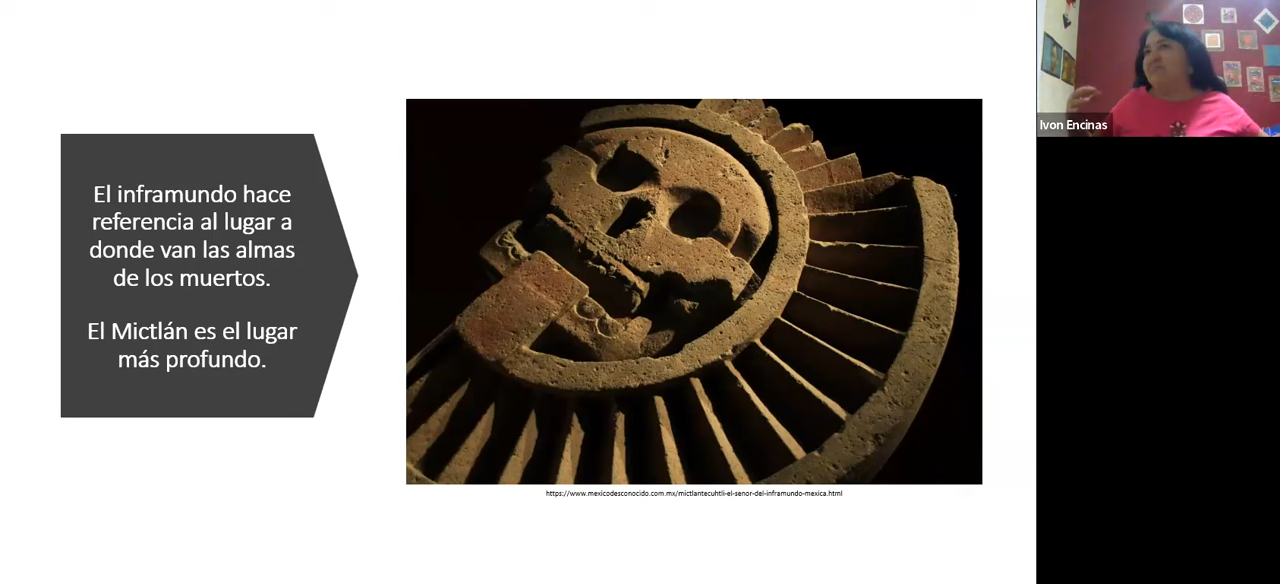 El inframundo hace
referencia al lugar a
donde van las almas
de los muertos.
El Mictlán es el lugar
más profundo.
https://www.mexicodesconocido.com.mx/mictlantecuhtli-el-senor-del-inframundo-mexica.html
Ivon Encinas